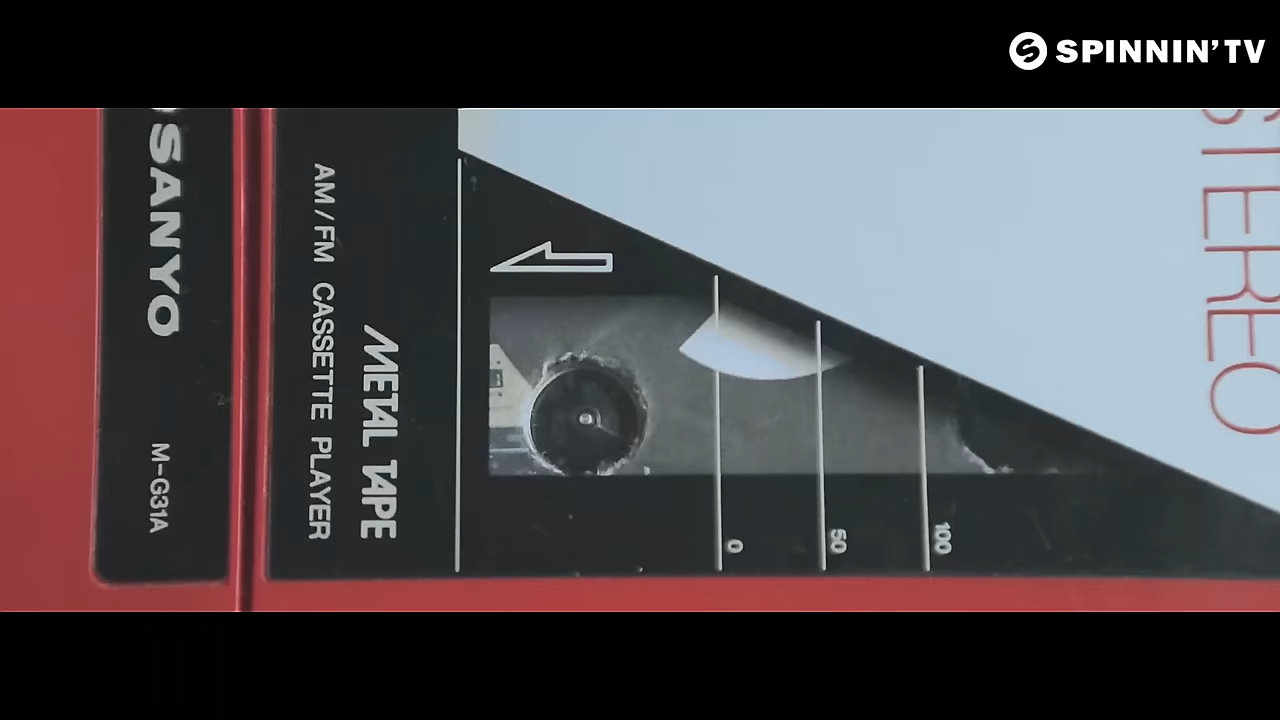 SPINNIN' TV
SANYO
M-G31A
AM/FM CASSETTE PLAYER
METAL TAPE
0
50
100
STEREO